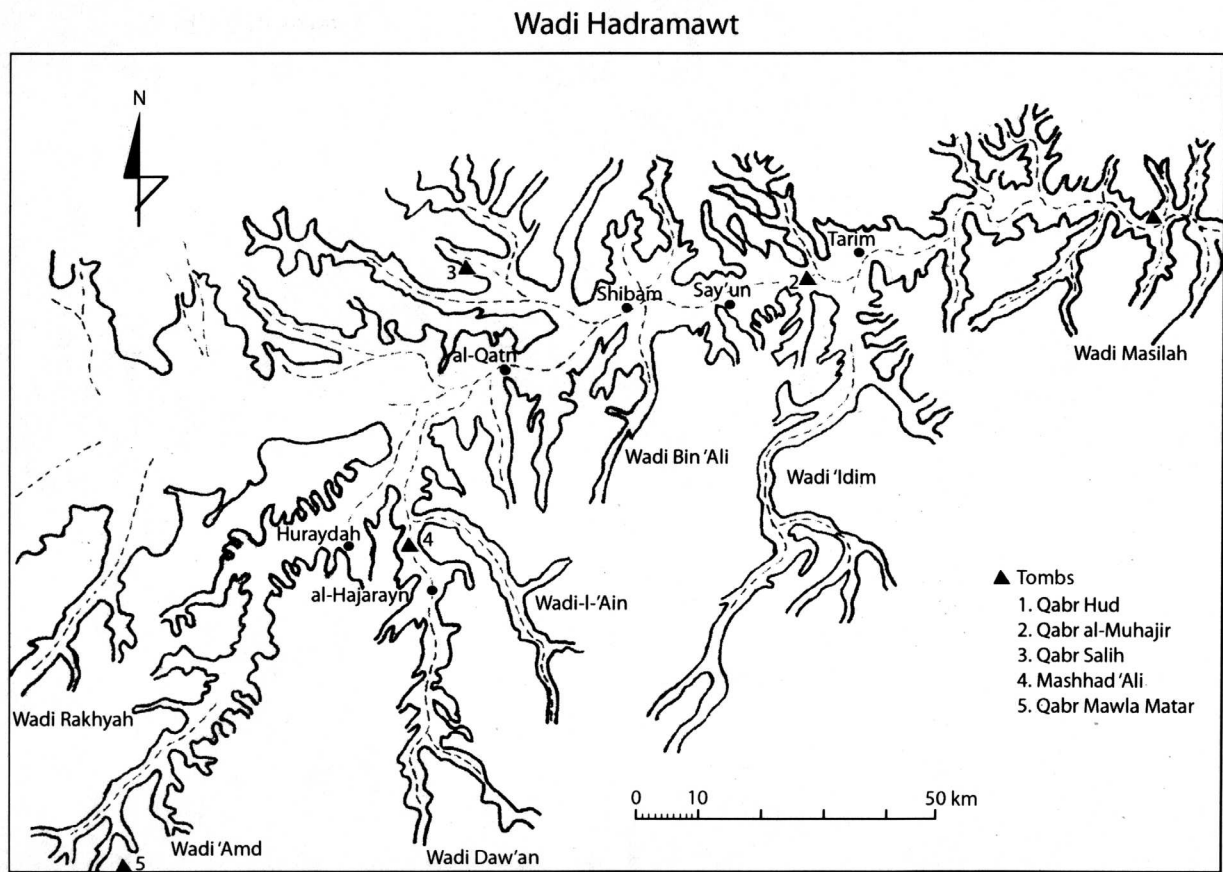 Wadi Hadramawt
N
Tarim
3
2
Shibam
Say'un
Wadi Masilah
al-Qatn
Wadi Bin 'Ali
Wadi 'Idim
Huraydah
4
al-Hajarayn
Wadi-l-'Ain
▲ Tombs
1. Qabr Hud
2. Qabr al-Muhajir
3. Qabr Salih
4. Mashhad 'Ali
5. Qabr Mawla Matar
Wadi Rakhyah
0 10 50 km
Wadi 'Amd
Wadi Daw'an
5